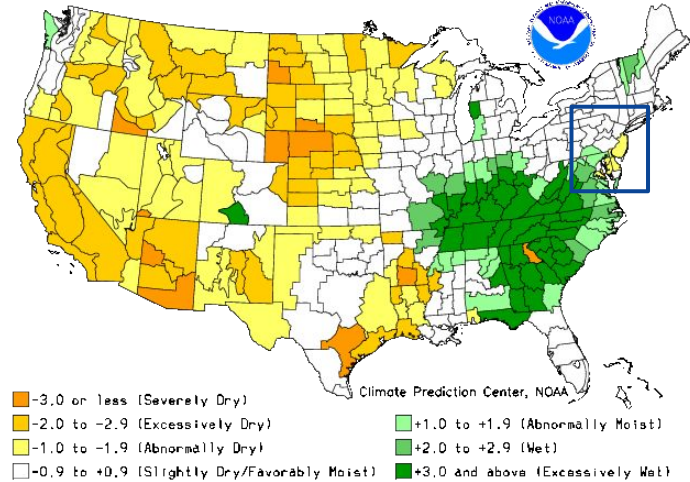 NOAA
Climate Prediction Center, NOAA
-3.0 or less (Severely Dry)
-2.0 to -2.9 (Excessively Dry)
-1.0 to -1.9 (Abnormally Dry)
-0.9 to +0.9 (Slightly Dry/Favorably Moist)
+1.0 to +1.9 (Abnormally Moist)
+2.0 to +2.9 (Wet)
+3.0 and above (Excessively Wet)